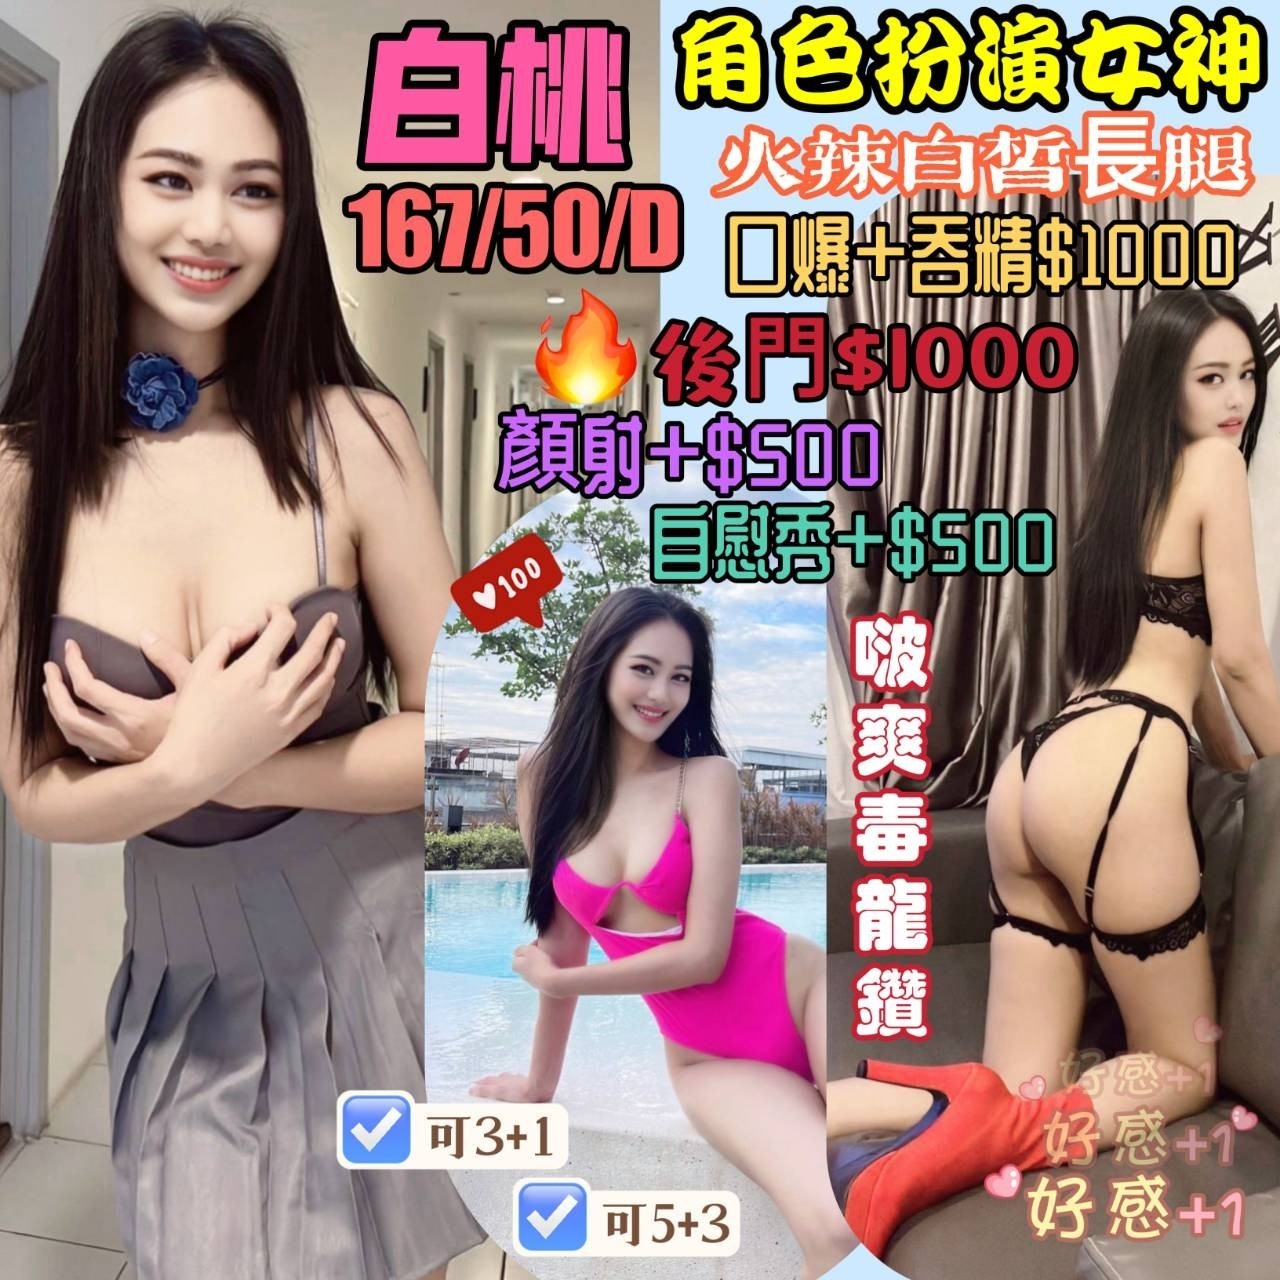 白桃
167/50/D
角色扮演女神
火辣白皙長腿
口爆+吞精$1000
後門$1000
顏射+$500
自慰秀+$500
100
啵爽毒龍鑽
可3+1
可5+3
好感+1
好感+1
好感+1